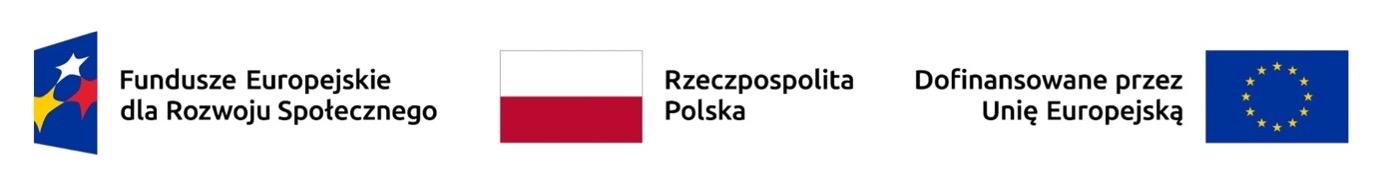 Fundusze Europejskie
dla Rozwoju Społecznego
Rzeczpospolita
Polska
Dofinansowane przez
Unię Europejską